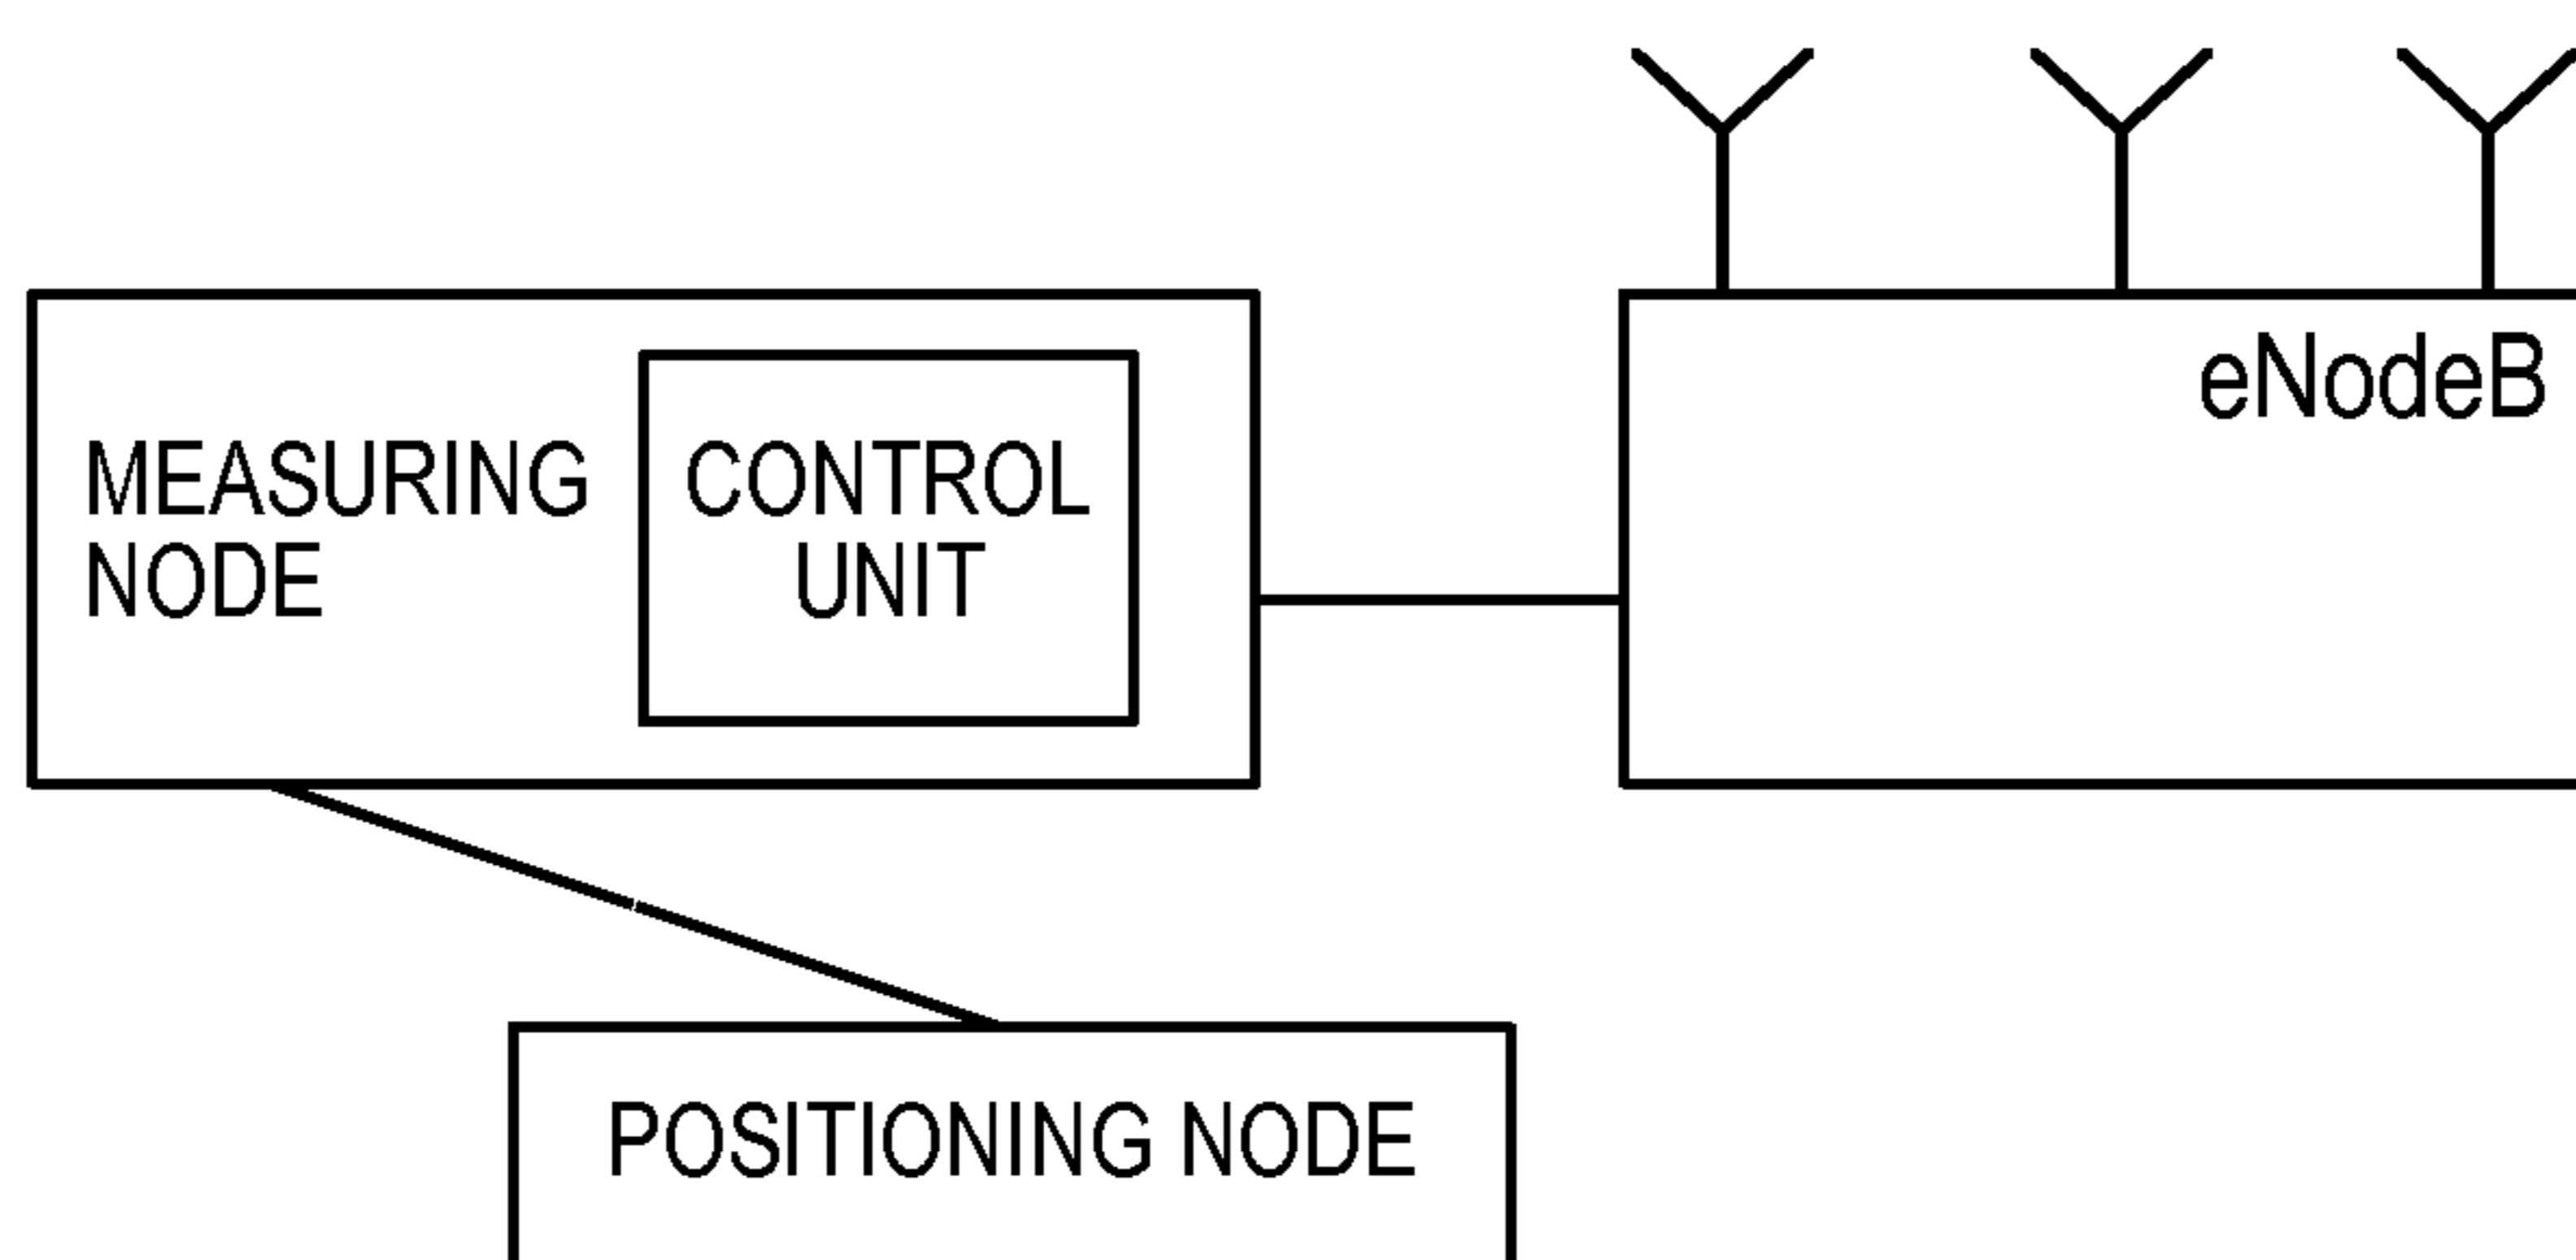 MEASURING
NODE
CONTROL
UNIT
eNodeB
POSITIONING NODE